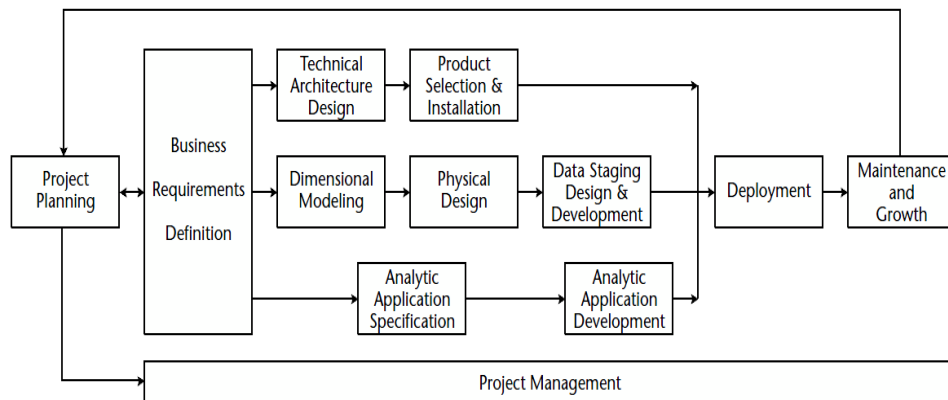 Technical
Architecture
Design
Product
Selection &
Installation
Business
Requirements
Definition
Project
Planning
Dimensional
Modeling
Physical
Design
Data Staging
Design &
Development
Deployment
Maintenance
and
Growth
Analytic
Application
Specification
Analytic
Application
Development
Project Management